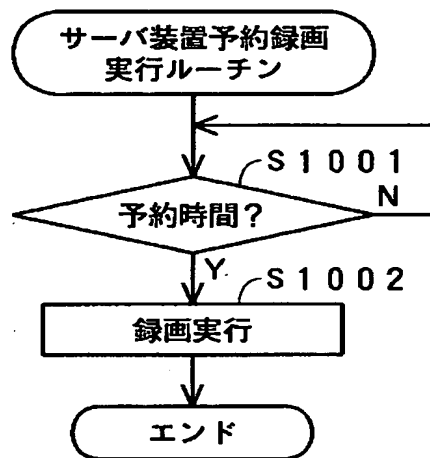 サーバ装置予約録画
実行ルーチン
S1001
予約時間?
N
Y
S1002
録画実行
エンド